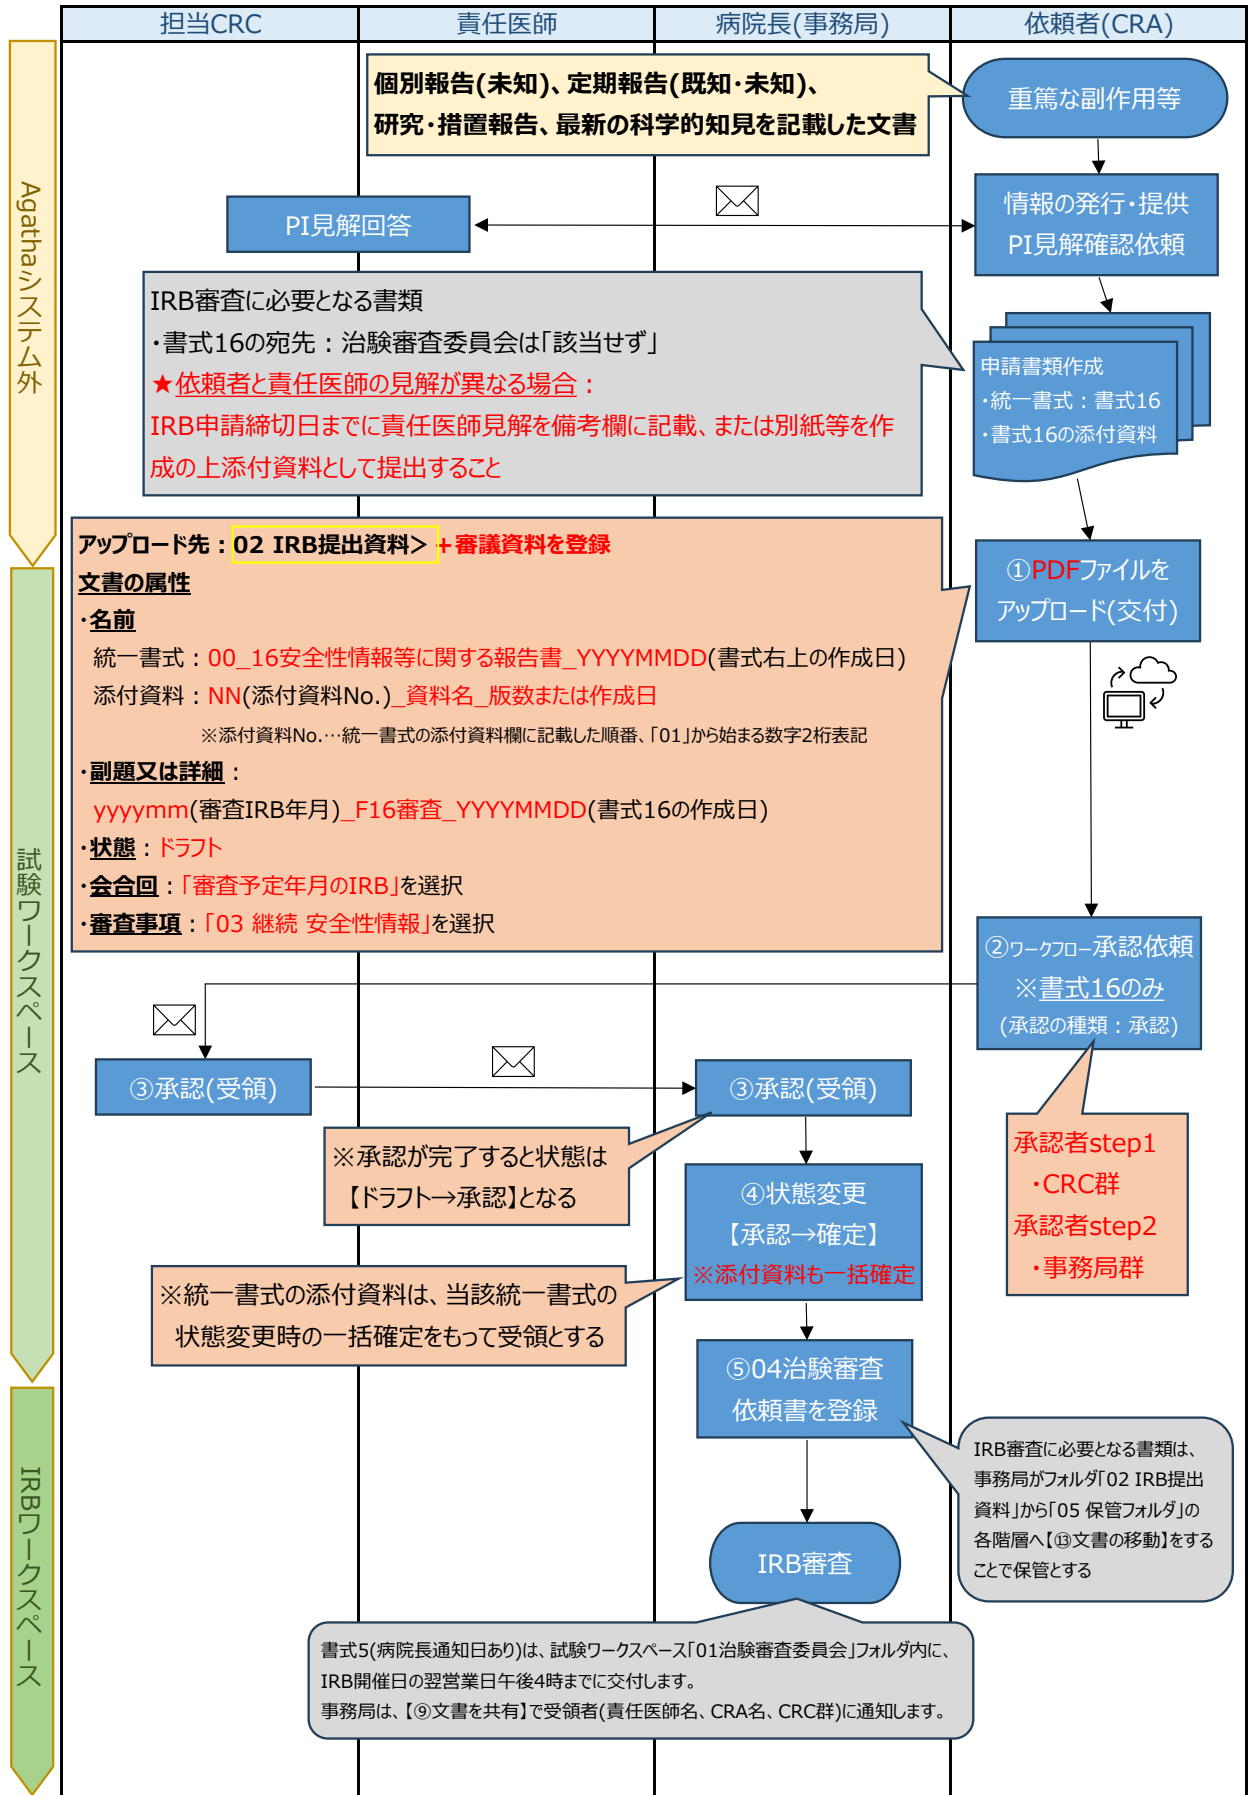 担当CRC
責任医師
病院長(事務局)
依頼者(CRA)
Agathaシステム外
試験ワークスペース
IRBワークスペース
個別報告(未知)、定期報告(既知・未知)、
研究・措置報告、最新の科学的知見を記載した文書
重篤な副作用等
PI見解回答
情報の発行・提供
PI見解確認依頼
IRB審査に必要となる書類
・書式16の宛先：治験審査委員会は「該当せず」
★依頼者と責任医師の見解が異なる場合：
IRB申請締切日までに責任医師見解を備考欄に記載、または別紙等を作
成の上添付資料として提出すること
申請書類作成
・統一書式：書式16
・書式16の添付資料
アップロード先：02 IRB提出資料>＋審議資料を登録
文書の属性
・名前
統一書式：00_16安全性情報等に関する報告書_YYYYMMDD(書式右上の作成日)
添付資料：NN(添付資料No.)_資料名_版数または作成日
※添付資料No.…統一書式の添付資料欄に記載した順番、「01」から始まる数字2桁表記
・副題又は詳細：
yyyymm(審査IRB年月)_F16審査_YYYYMMDD(書式16の作成日)
・状態：ドラフト
・会合回：「審査予定年月のIRB」を選択
・審査事項：「03 継続 安全性情報」を選択
①PDFファイルを
アップロード(交付)
②ワークフロー承認依頼
※書式16のみ
(承認の種類：承認)
③承認(受領)
③承認(受領)
承認者step1
・CRC群
承認者step2
・事務局群
※承認が完了すると状態は
【ドラフト→承認】となる
④状態変更
【承認→確定】
※添付資料も一括確定
※統一書式の添付資料は、当該統一書式の
状態変更時の一括確定をもって受領とする
⑤04治験審査
依頼書を登録
IRB審査に必要となる書類は、
事務局がフォルダ「02 IRB提出
資料」から「05 保管フォルダ」の
各階層へ【⑬文書の移動】をする
ことで保管とする
IRB審査
書式5(病院長通知日あり)は、試験ワークスペース「01治験審査委員会」フォルダ内に、
IRB開催日の翌営業日午後4時までに交付します。
事務局は、【⑨文書を共有】で受領者(責任医師名、CRA名、CRC群)に通知します。